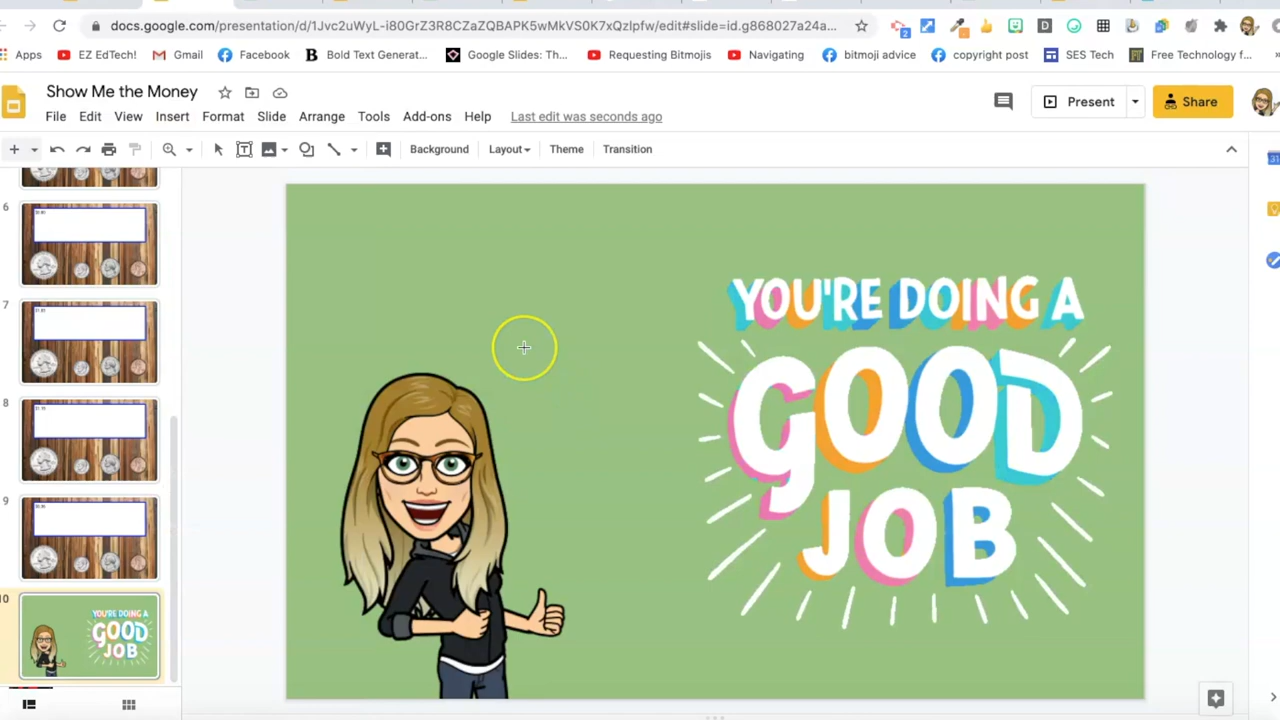 docs.google.com/presentation/d/1Jvc2uWyL-i80GrZ3R8CZaZQBAPK5wMkVS0K7xQzIpfw/edit#slide=id.g868027a24a...
2
D
Apps EZ EdTech! Gmail Facebook B Bold Text Generat... Google Slides: Th... Requesting Bitmojis Navigating bitmoji advice copyright post SES Tech Free Technology f...
Show Me the Money
Present
Share
File Edit View Insert Format Slide Arrange Tools Add-ons Help Last edit was seconds ago
Background Layout Theme Transition
6
7
8
9
10
YOU'RE DOING A
GOOD
JOB
YOU'RE DOING A
GOOD
JOB